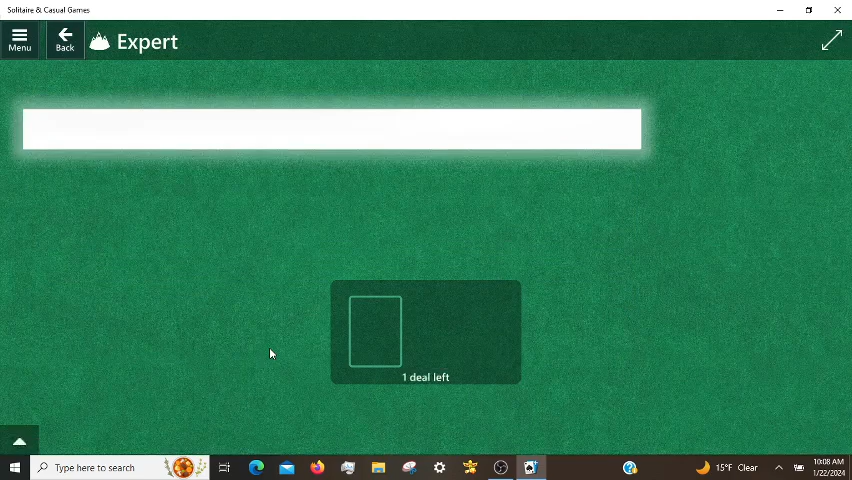 Solitaire & Casual Games
Menu
Back
Expert
1 deal left
Type here to search
15°F Clear
10:08 AM
1/22/2024